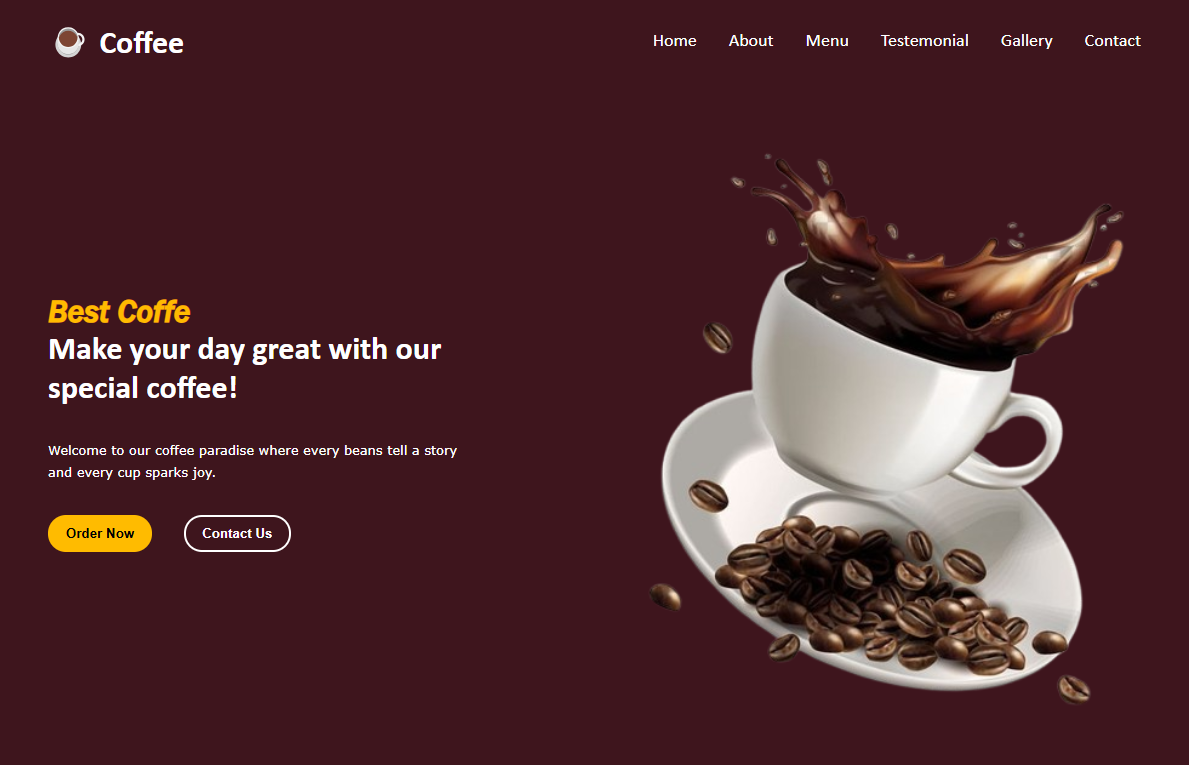 Coffee
Home About Menu Testemonial Gallery Contact
Best Coffe
Make your day great with our
special coffee!
Welcome to our coffee paradise where every beans tell a story
and every cup sparks joy.
Order Now Contact Us